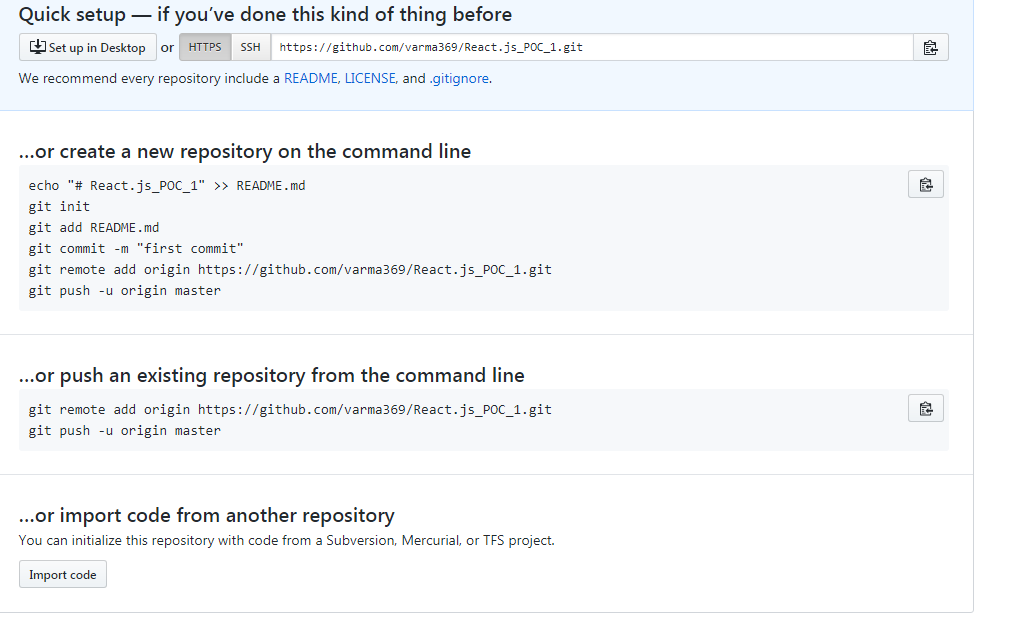 Quick setup — if you’ve done this kind of thing before
Set up in Desktop or HTTPS SSH https://github.com/varma369/React.js_POC_1.git
We recommend every repository include a README, LICENSE, and .gitignore.
…or create a new repository on the command line
echo "# React.js_POC_1" >> README.md
git init
git add README.md
git commit -m "first commit"
git remote add origin https://github.com/varma369/React.js_POC_1.git
git push -u origin master
…or push an existing repository from the command line
git remote add origin https://github.com/varma369/React.js_POC_1.git
git push -u origin master
…or import code from another repository
You can initialize this repository with code from a Subversion, Mercurial, or TFS project.
Import code